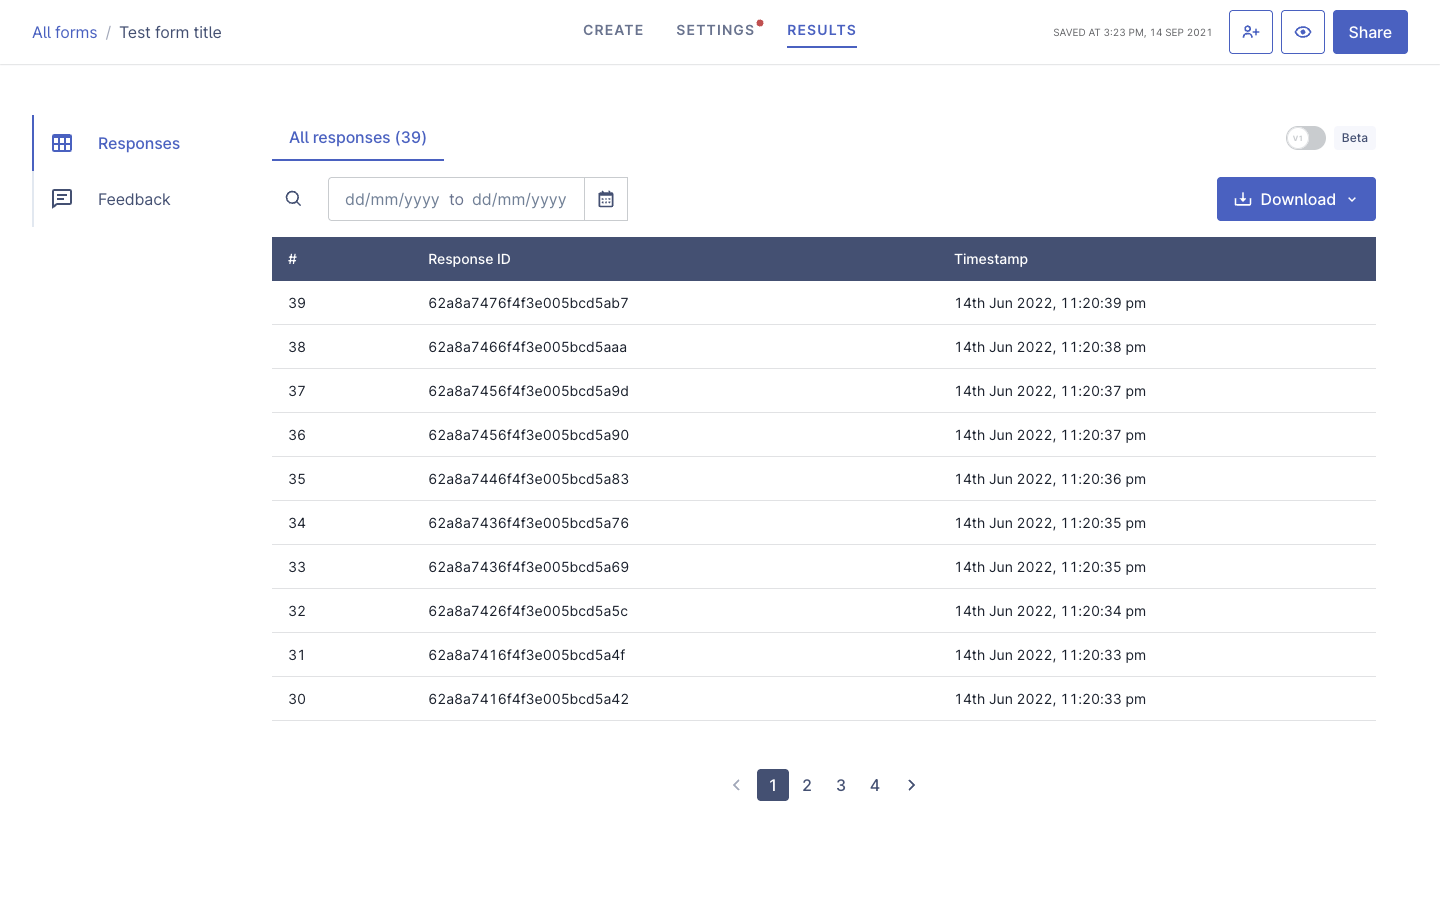 All forms / Test form title
CREATE SETTINGS RESULTS
SAVED AT 3:23 PM, 14 SEP 2021
Share
Responses
Feedback
All responses (39)
V1
Beta
dd/mm/yyyy to dd/mm/yyyy
Download
# Response ID Timestamp
39 62a8a7476f4f3e005bcd5ab7 14th Jun 2022, 11:20:39 pm
38 62a8a7466f4f3e005bcd5aaa 14th Jun 2022, 11:20:38 pm
37 62a8a7456f4f3e005bcd5a9d 14th Jun 2022, 11:20:37 pm
36 62a8a7456f4f3e005bcd5a90 14th Jun 2022, 11:20:37 pm
35 62a8a7446f4f3e005bcd5a83 14th Jun 2022, 11:20:36 pm
34 62a8a7436f4f3e005bcd5a76 14th Jun 2022, 11:20:35 pm
33 62a8a7436f4f3e005bcd5a69 14th Jun 2022, 11:20:35 pm
32 62a8a7426f4f3e005bcd5a5c 14th Jun 2022, 11:20:34 pm
31 62a8a7416f4f3e005bcd5a4f 14th Jun 2022, 11:20:33 pm
30 62a8a7416f4f3e005bcd5a42 14th Jun 2022, 11:20:33 pm
1 2 3 4